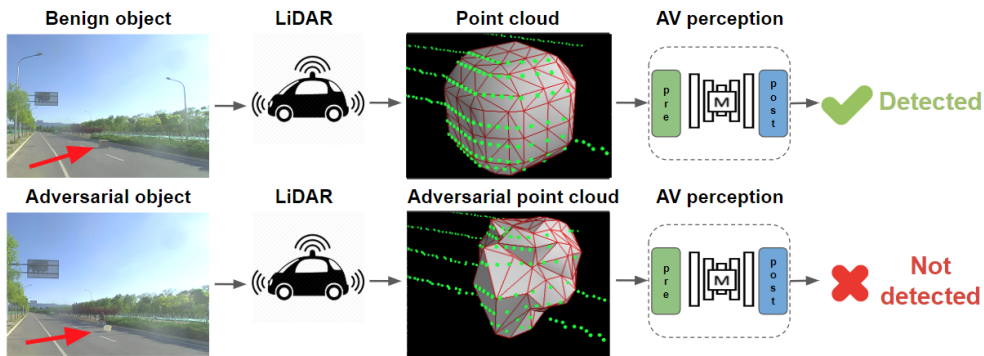 Benign object
LiDAR
Point cloud
AV perception
pre
M
post
Detected
Adversarial object
LiDAR
Adversarial point cloud
AV perception
pre
M
post
Not
detected